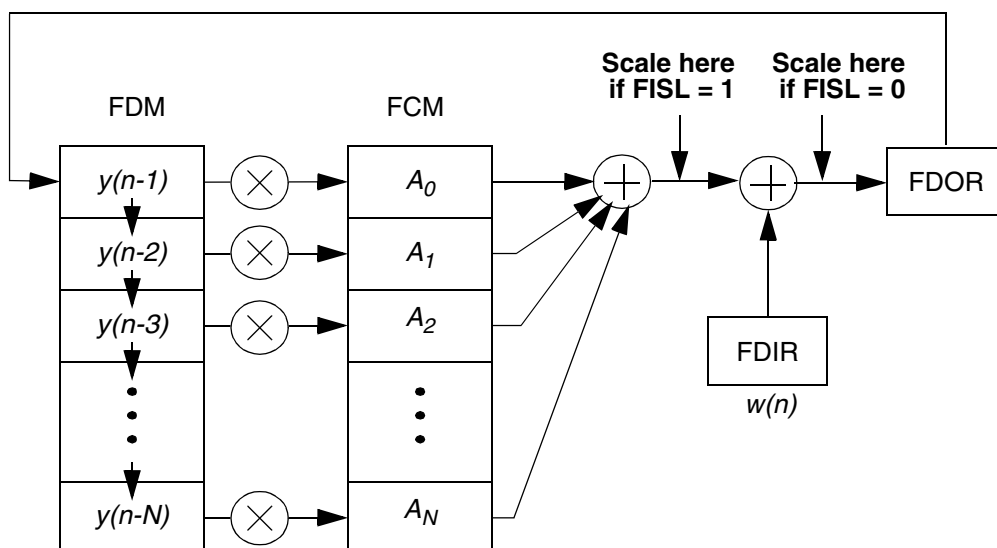 Scale here
if FISL = 1
Scale here
if FISL = 0
FDM
FCM
y(n-1)
A0
FDOR
y(n-2)
A1
y(n-3)
A2
FDIR
w(n)
y(n-N)
AN